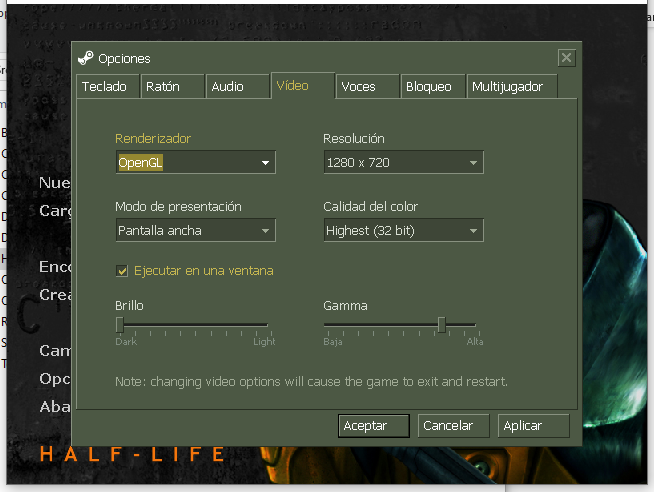 Opciones
Teclado Ratón Audio Vídeo Voces Bloqueo Multijugador
Renderizador Resolución
OpenGL 1280 x 720
Modo de presentación Calidad del color
Pantalla ancha Highest (32 bit)
Ejecutar en una ventana
Brillo Gamma
Dark Light Baja Alta
Note: changing video options will cause the game to exit and restart.
Aceptar Cancelar Aplicar
Nue
Carg
Enco
Crea
Cam
Opc
Aba
HALF-LIFE